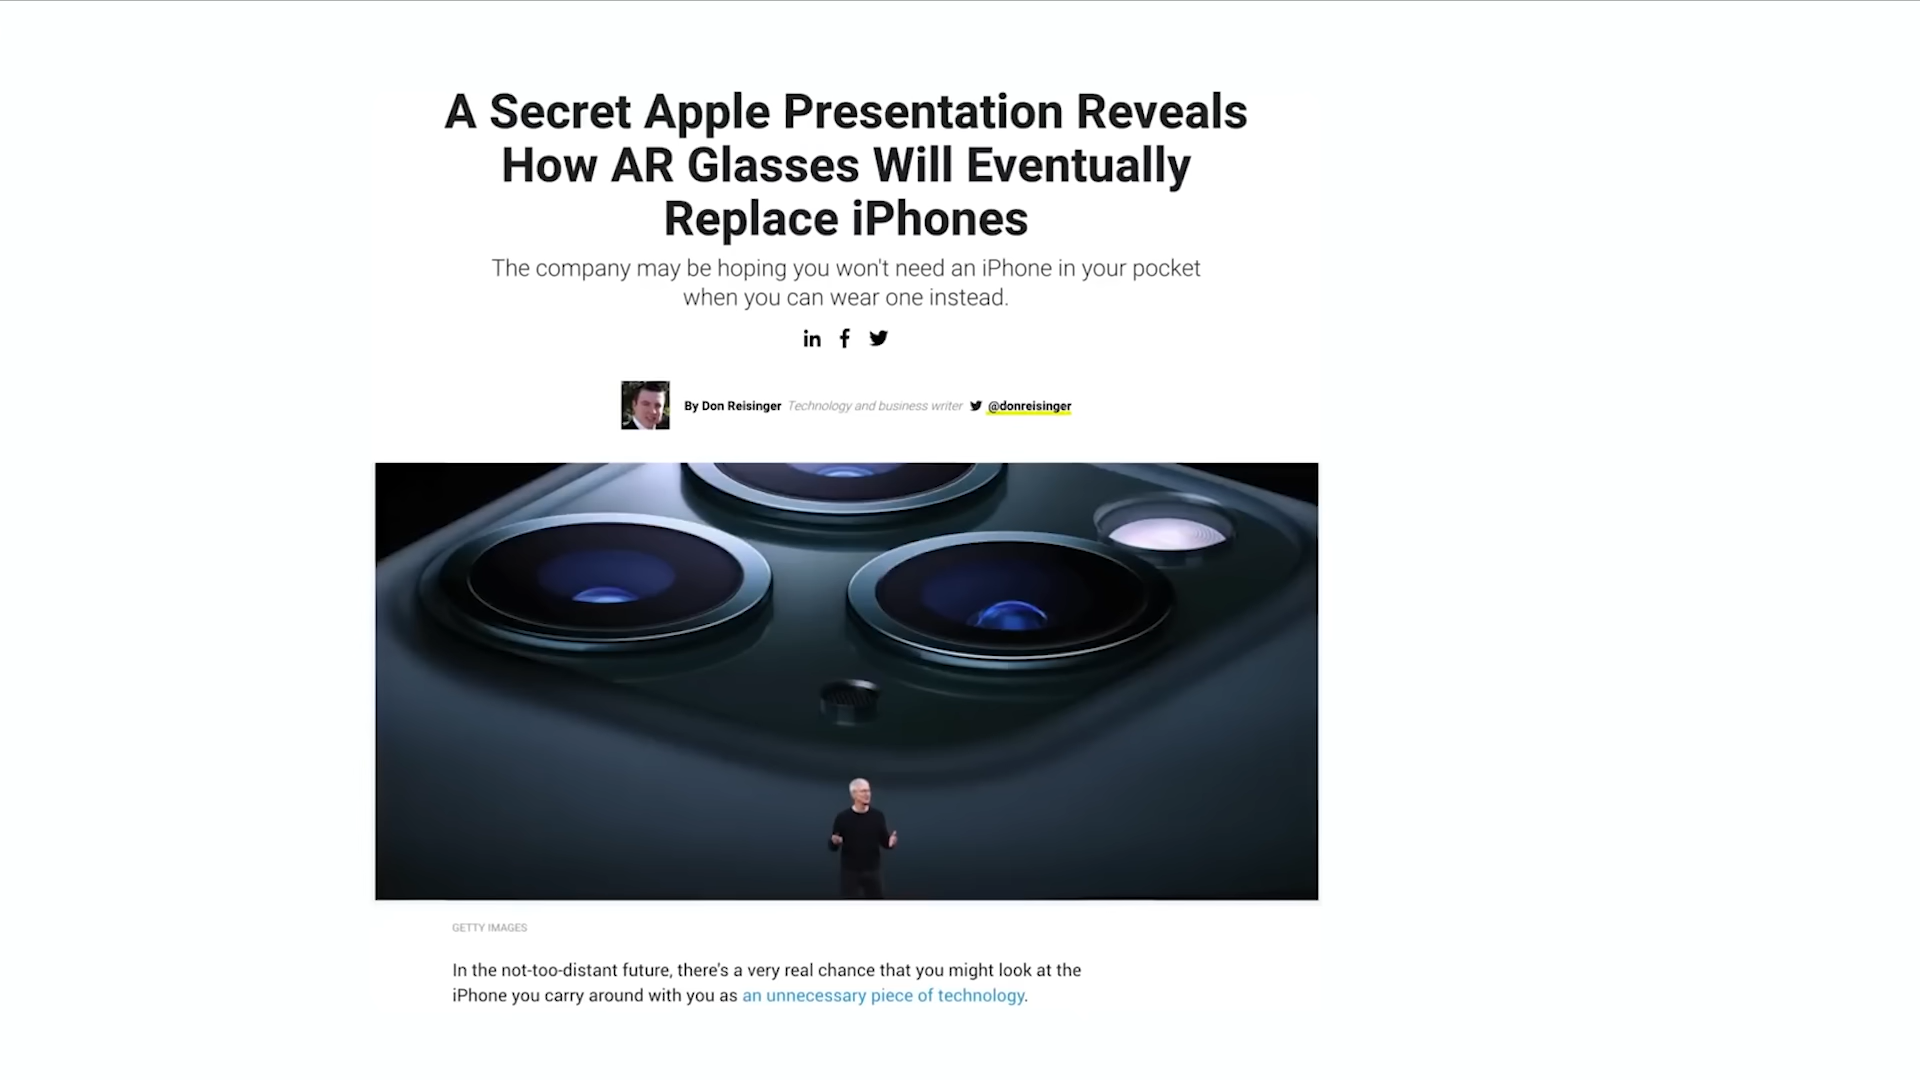 A Secret Apple Presentation Reveals
How AR Glasses Will Eventually
Replace iPhones
The company may be hoping you won't need an iPhone in your pocket
when you can wear one instead.
in f
By Don Reisinger Technology and business writer @donreisinger
GETTY IMAGES
In the not-too-distant future, there's a very real chance that you might look at the
iPhone you carry around with you as an unnecessary piece of technology.